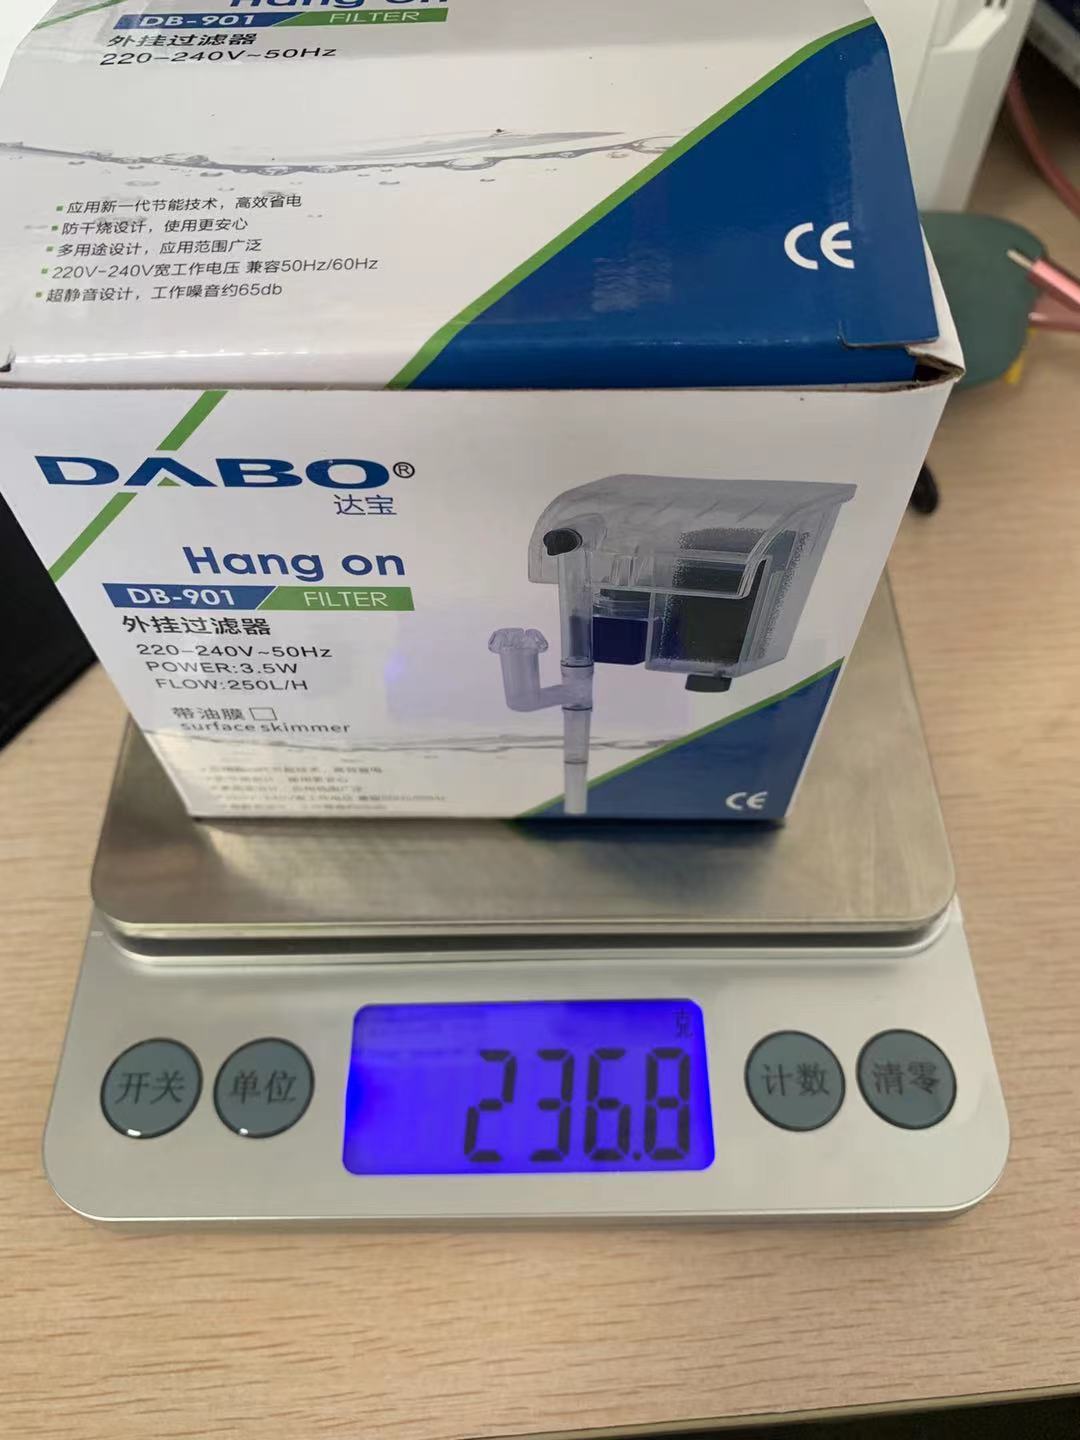 Hang on
DB-901 FILTER
外挂过滤器
220-240V~50Hz
▪应用新一代节能技术，高效省电
▪防干烧设计，使用更安心
▪多用途设计，应用范围广泛
▪220V-240V宽工作电压 兼容50Hz/60Hz
▪超静音设计，工作噪音约65db
CE
DABO®
达宝
Hang on
DB-901 FILTER
外挂过滤器
220-240V~50Hz
POWER:3.5W
FLOW:250L/H
带油膜□
surface skimmer
CE
克
236.8
开关
单位
计数
清零